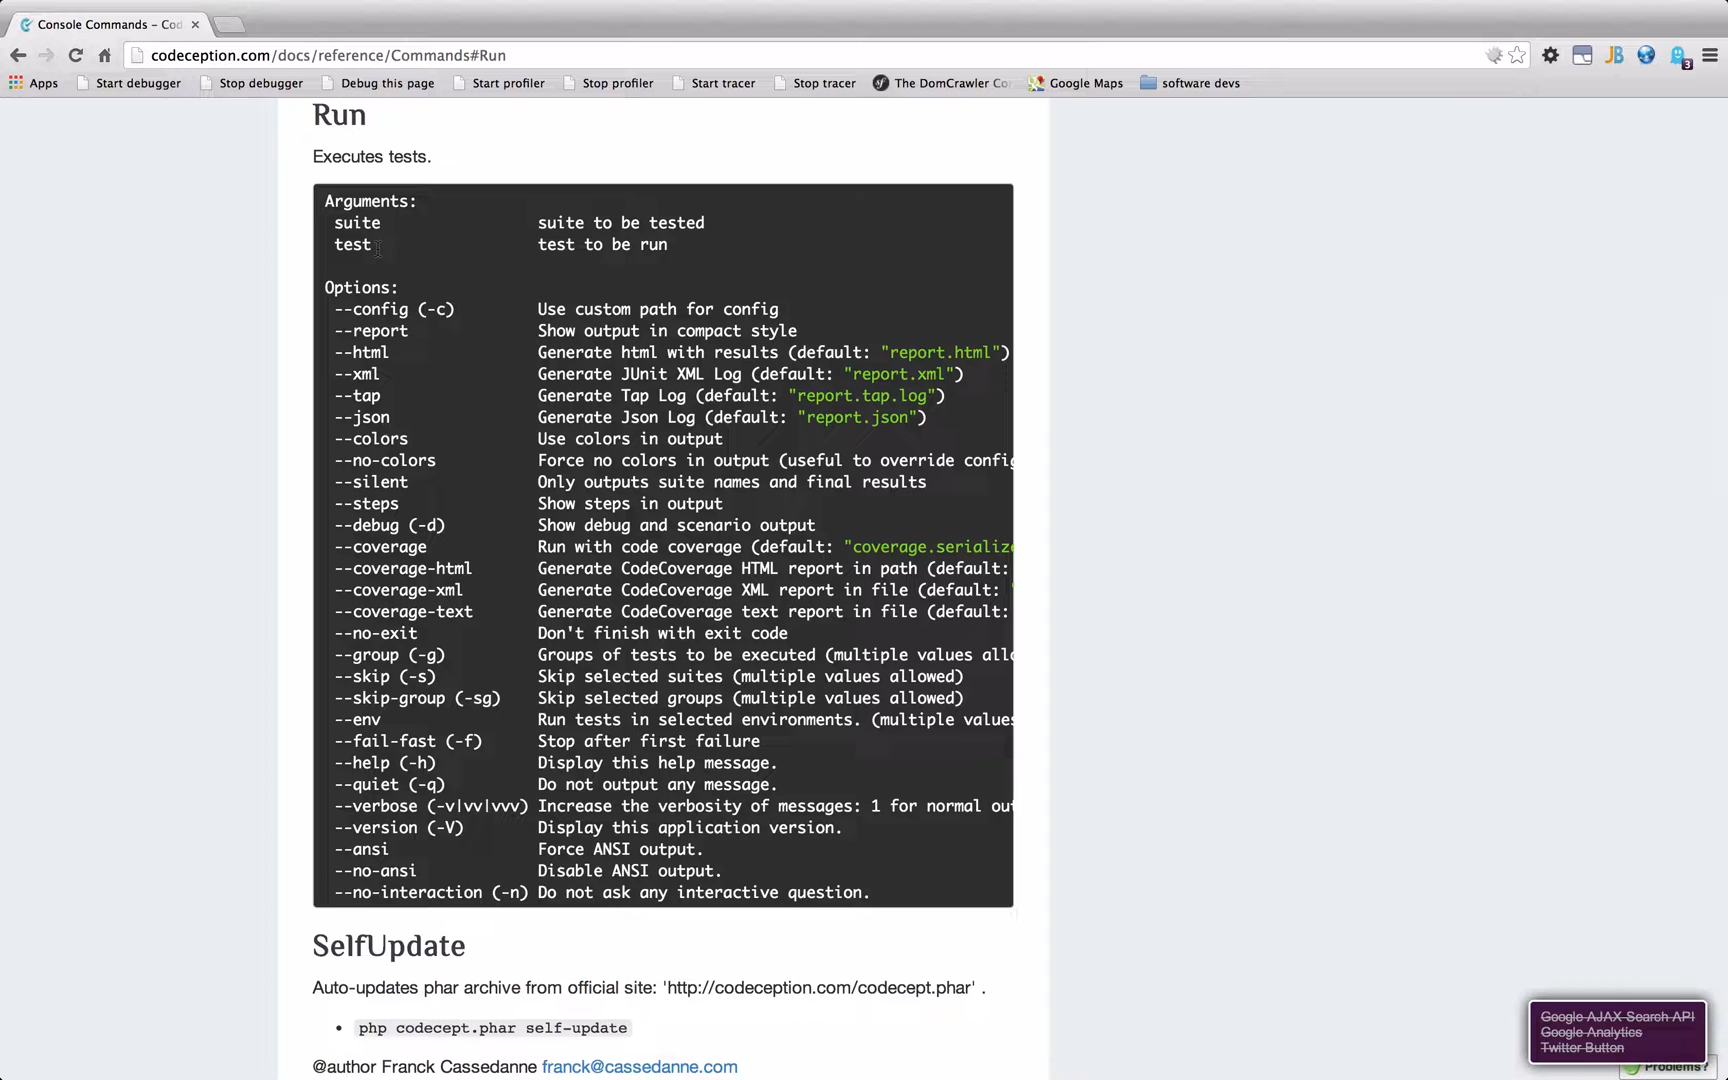 Console Commands – Cod
codeception.com/docs/reference/Commands#Run
3
Apps Start debugger Stop debugger Debug this page Start profiler Stop profiler Start tracer Stop tracer The DomCrawler Co Google Maps software devs
Run
Executes tests.
Arguments:
suite suite to be tested
test test to be run
Options:
--config (-c) Use custom path for config
--report Show output in compact style
--html Generate html with results (default: "report.html")
--xml Generate JUnit XML Log (default: "report.xml")
--tap Generate Tap Log (default: "report.tap.log")
--json Generate Json Log (default: "report.json")
--colors Use colors in output
--no-colors Force no colors in output (useful to override config
--silent Only outputs suite names and final results
--steps Show steps in output
--debug (-d) Show debug and scenario output
--coverage Run with code coverage (default: "coverage.serialize
--coverage-html Generate CodeCoverage HTML report in path (default:
--coverage-xml Generate CodeCoverage XML report in file (default: "
--coverage-text Generate CodeCoverage text report in file (default:
--no-exit Don't finish with exit code
--group (-g) Groups of tests to be executed (multiple values allo
--skip (-s) Skip selected suites (multiple values allowed)
--skip-group (-sg) Skip selected groups (multiple values allowed)
--env Run tests in selected environments. (multiple values
--fail-fast (-f) Stop after first failure
--help (-h) Display this help message.
--quiet (-q) Do not output any message.
--verbose (-v|vv|vvv) Increase the verbosity of messages: 1 for normal out
--version (-V) Display this application version.
--ansi Force ANSI output.
--no-ansi Disable ANSI output.
--no-interaction (-n) Do not ask any interactive question.
SelfUpdate
Auto-updates phar archive from official site: 'http://codeception.com/codecept.phar' .
• php codecept.phar self-update
@author Franck Cassedanne franck@cassedanne.com
Google AJAX Search API
Google Analytics
Twitter Button
Problems?